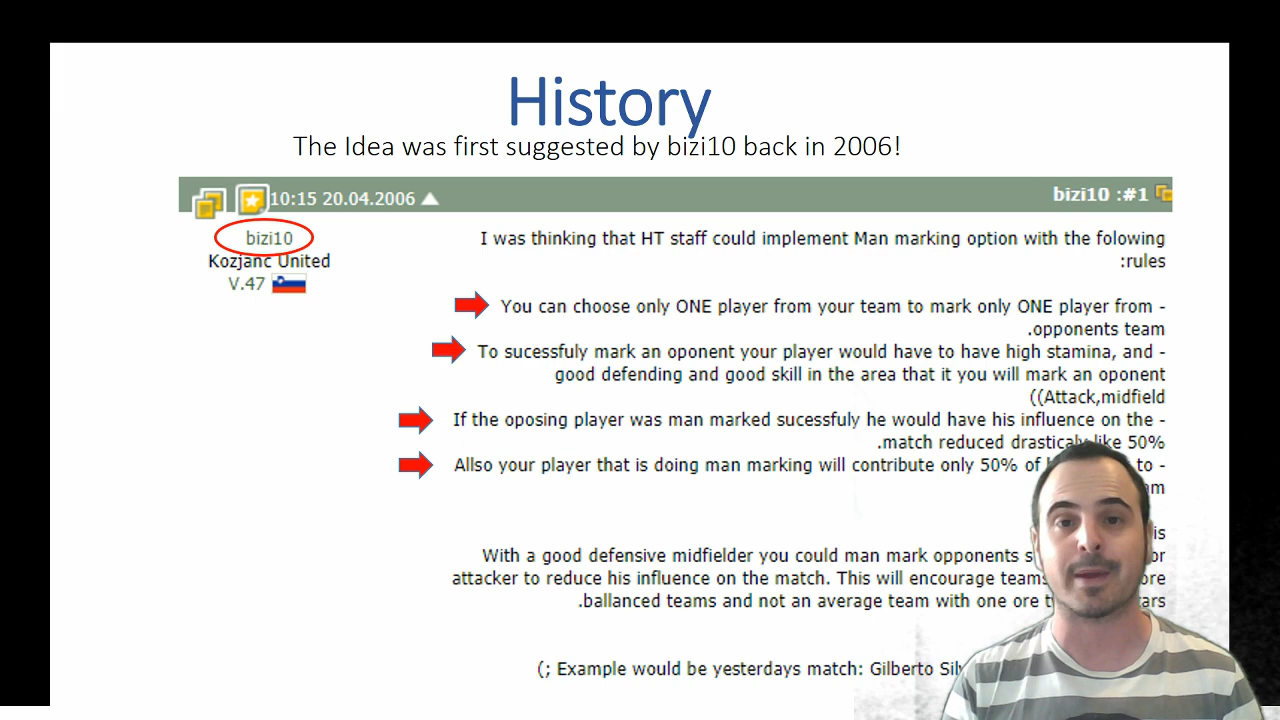 History
The Idea was first suggested by bizi10 back in 2006!
10:15 20.04.2006
bizi10 :#1
bizi10
Kozjanc United
V.47
I was thinking that HT staff could implement Man marking option with the folowing
:rules
You can choose only ONE player from your team to mark only ONE player from -
.opponents team
To sucessfuly mark an oponent your player would have to have high stamina, and -
good defending and good skill in the area that it you will mark an oponent
((Attack,midfield
If the oposing player was man marked sucessfuly he would have his influence on the -
.match reduced drasticaly like 50%
Allso your player that is doing man marking will contribute only 50% of to -
With a good defensive midfielder you could man mark opponents
attacker to reduce his influence on the match. This will encourage teams
.ballanced teams and not an average team with one ore
(; Example would be yesterdays match: Gilberto